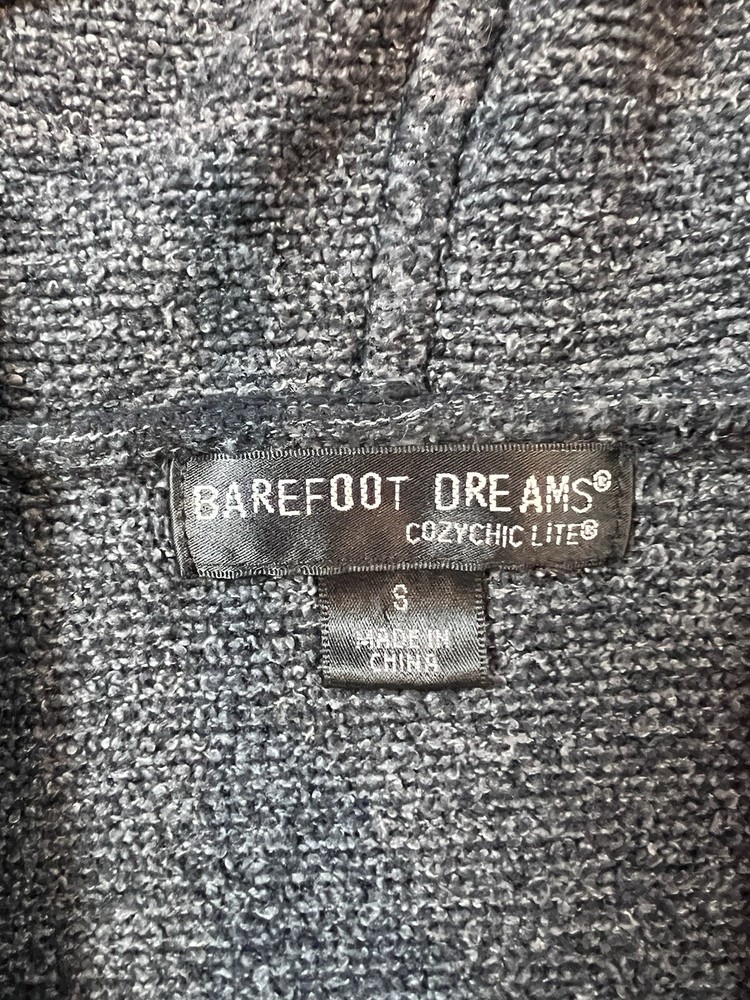 BAREFOOT DREAMS®
COZYCHIC LiTE®
S
MADE IN
CHINA